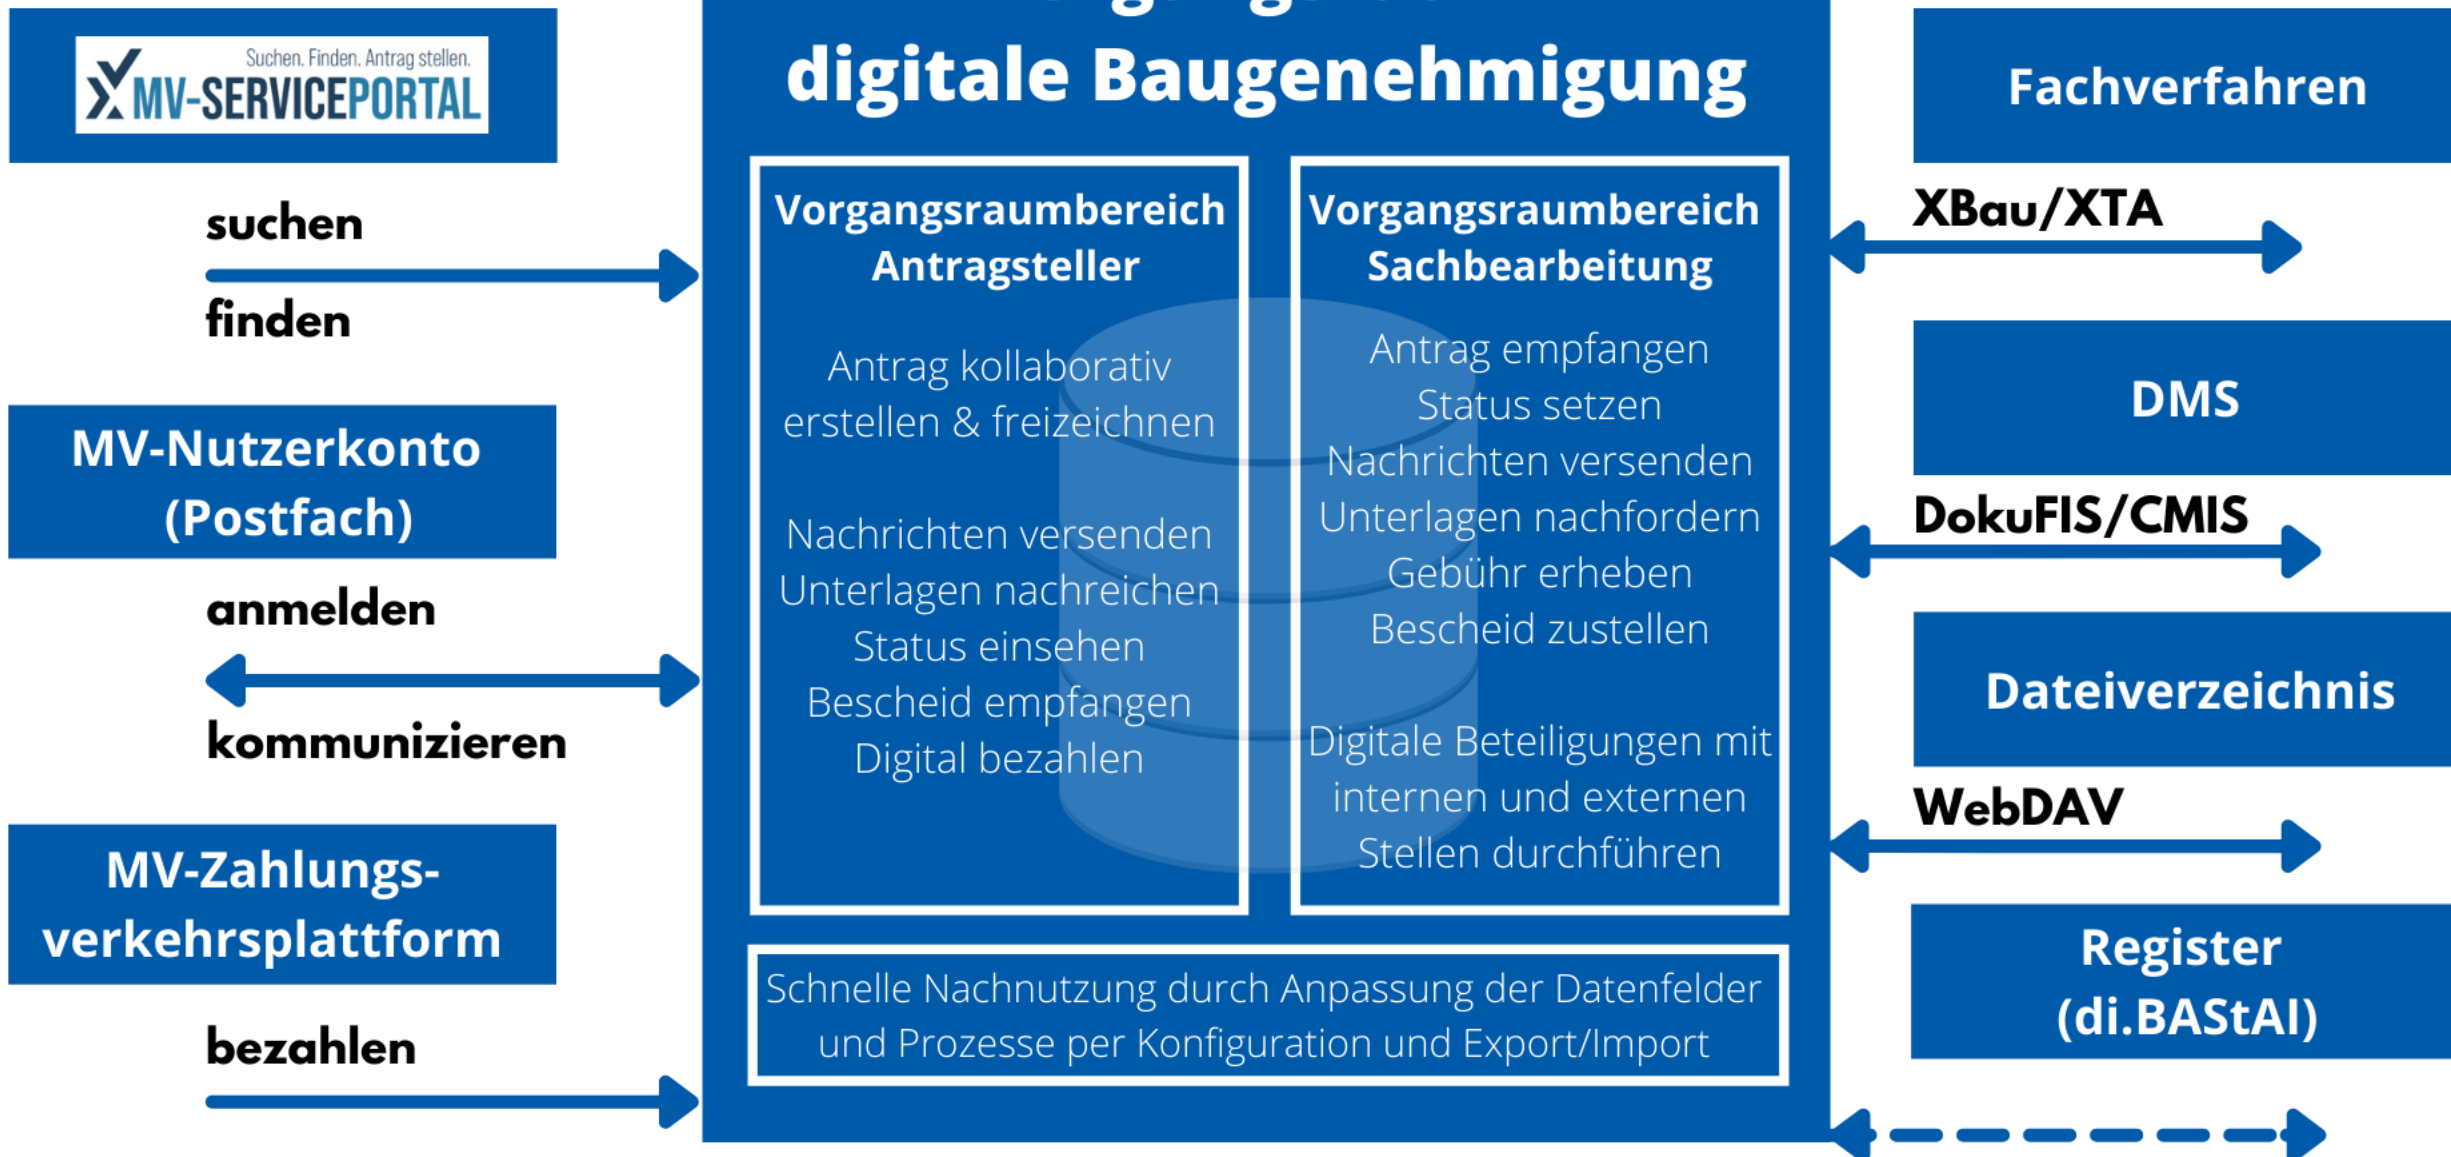 Suchen. Finden. Antrag stellen.
MV-SERVICEPORTAL
suchen
finden
MV-Nutzerkonto
(Postfach)
anmelden
kommunizieren
MV-Zahlungs-
verkehrsplattform
bezahlen
digitale Baugenehmigung
Vorgangsraumbereich
Antragsteller
Antrag kollaborativ
erstellen & freizeichnen
Nachrichten versenden
Unterlagen nachreichen
Status einsehen
Bescheid empfangen
Digital bezahlen
Vorgangsraumbereich
Sachbearbeitung
Antrag empfangen
Status setzen
Nachrichten versenden
Unterlagen nachfordern
Gebühr erheben
Bescheid zustellen
Digitale Beteiligungen mit
internen und externen
Stellen durchführen
Schnelle Nachnutzung durch Anpassung der Datenfelder
und Prozesse per Konfiguration und Export/Import
Fachverfahren
XBau/XTA
DMS
DokuFIS/CMIS
Dateiverzeichnis
WebDAV
Register
(di.BAStAI)